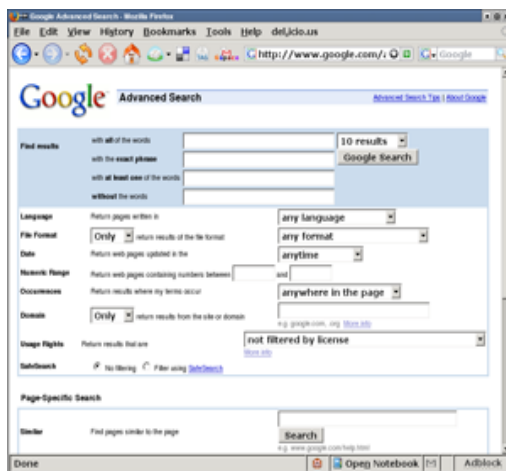 Google Advanced Search - Mozilla Firefox
File Edit View History Bookmarks Tools Help del.icio.us
http://www.google.com/a Google
Google Advanced Search Advanced Search Tips | About Google
Find results with all of the words 10 results
with the exact phrase Google Search
with at least one of the words
without the words
Language Return pages written in any language
File Format Only return results of the file format any format
Date Return web pages updated in the anytime
Numeric Range Return web pages containing numbers between and
Occurrences Return results where my terms occur anywhere in the page
Domain Only return results from the site or domain
e.g. google.com, .org More info
Usage Rights Return results that are not filtered by license
More info
SafeSearch No filtering Filter using SafeSearch
Page-Specific Search
Similar Find pages similar to the page
Search
e.g. www.google.com/help.html
Done Open Notebook Adblock